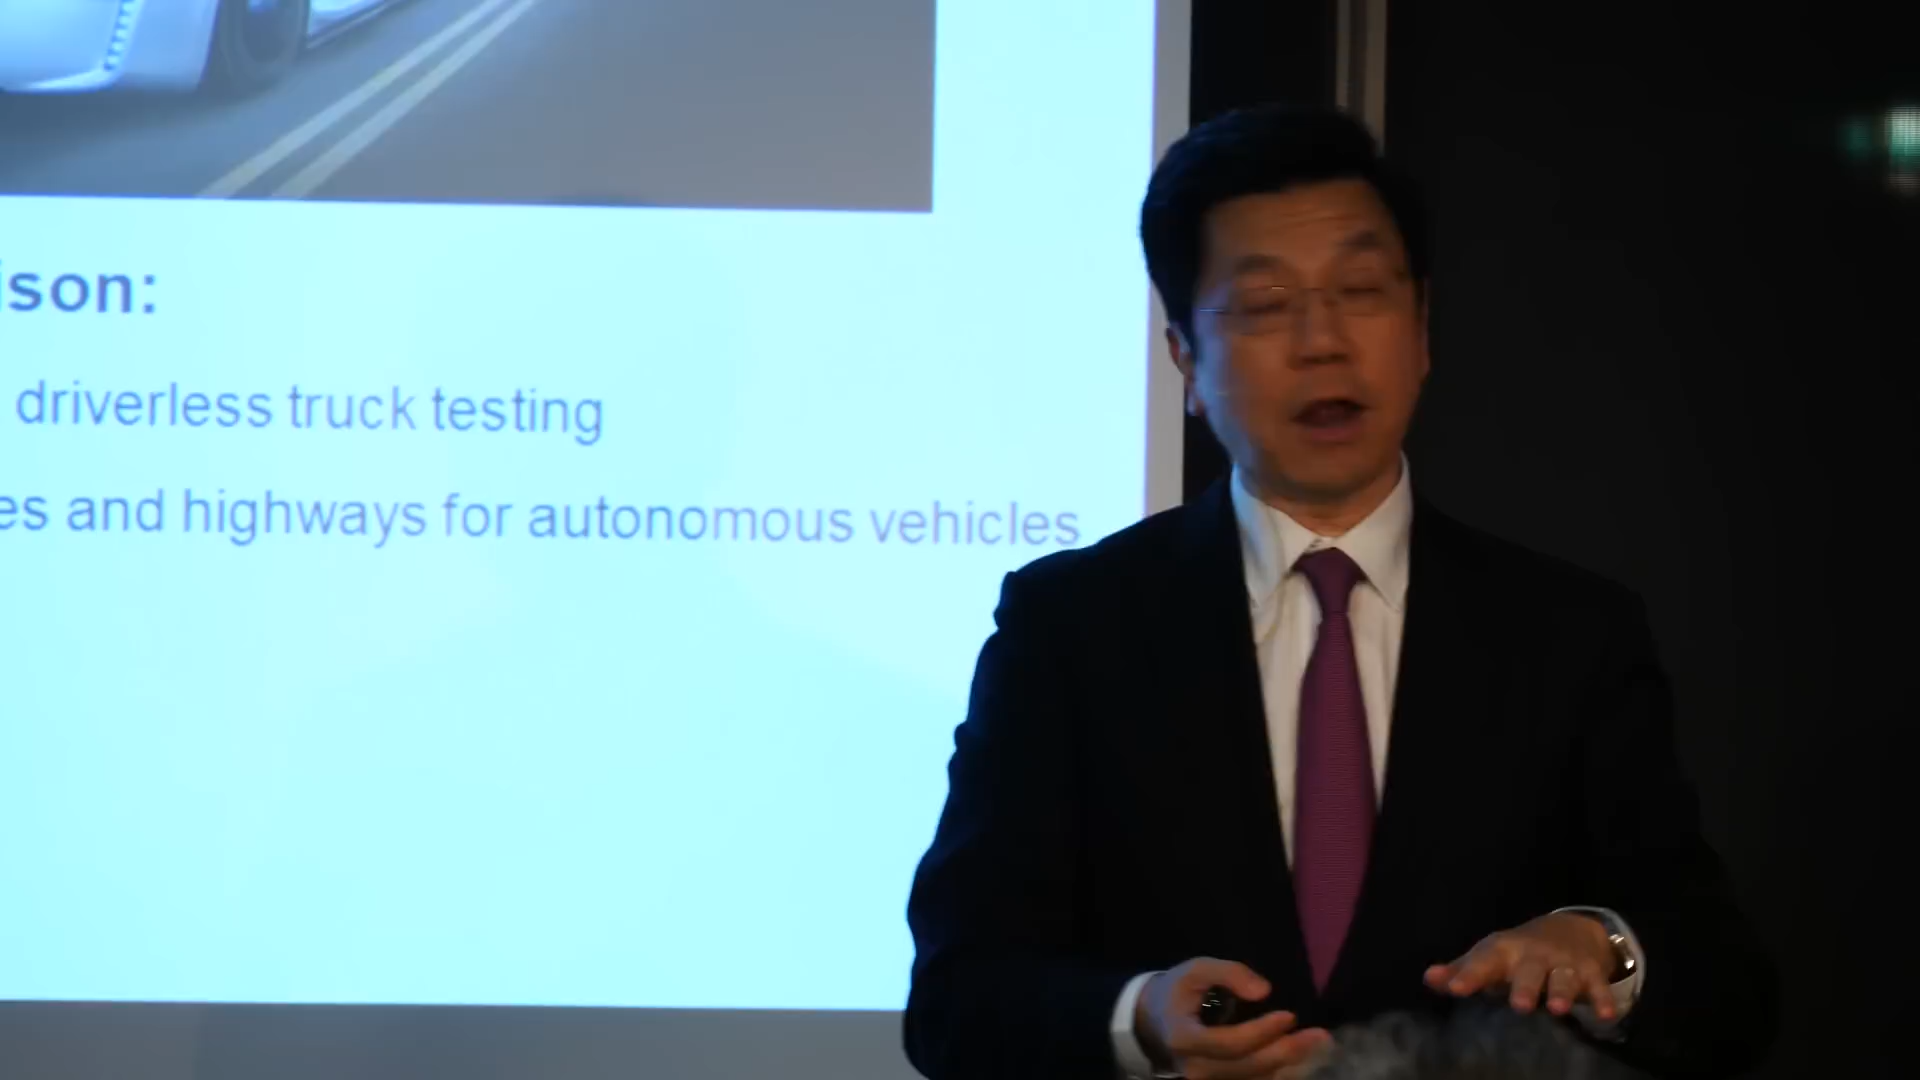 ison:
driverless truck testing
es and highways for autonomous vehicles